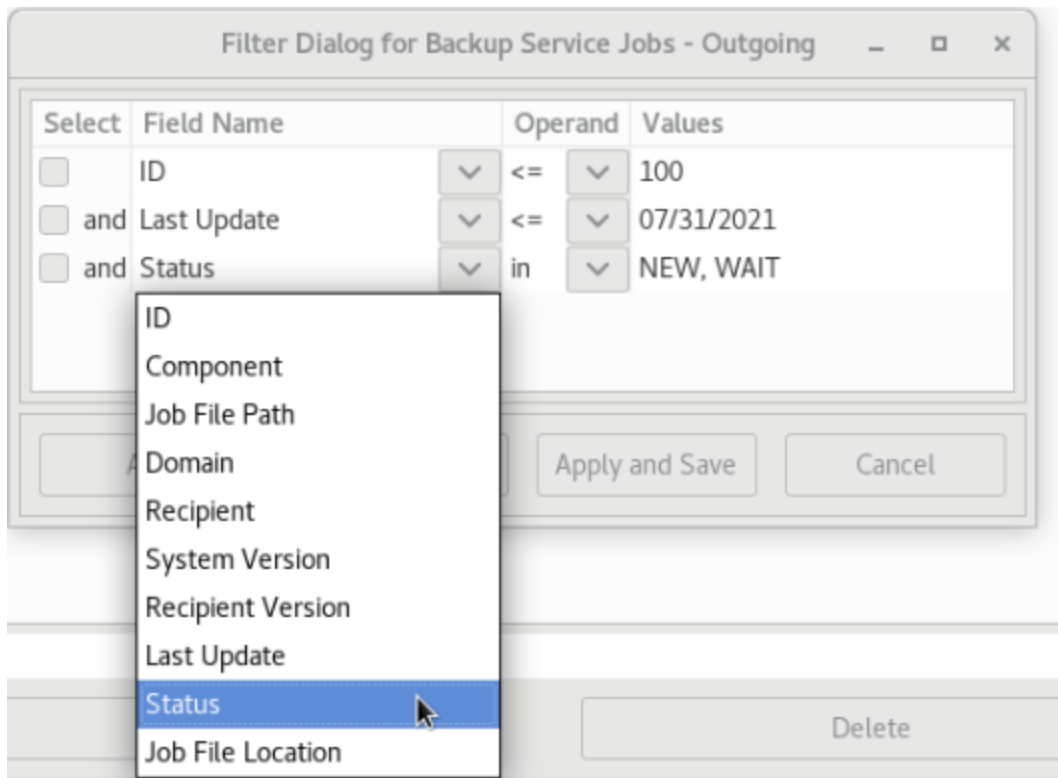 Filter Dialog for Backup Service Jobs - Outgoing
Select Field Name Operand Values
ID <= 100
and Last Update <= 07/31/2021
and Status in NEW, WAIT
ID
Component
Job File Path
Domain
Recipient
System Version
Recipient Version
Last Update
Status
Job File Location
Apply and Save
Cancel
Delete